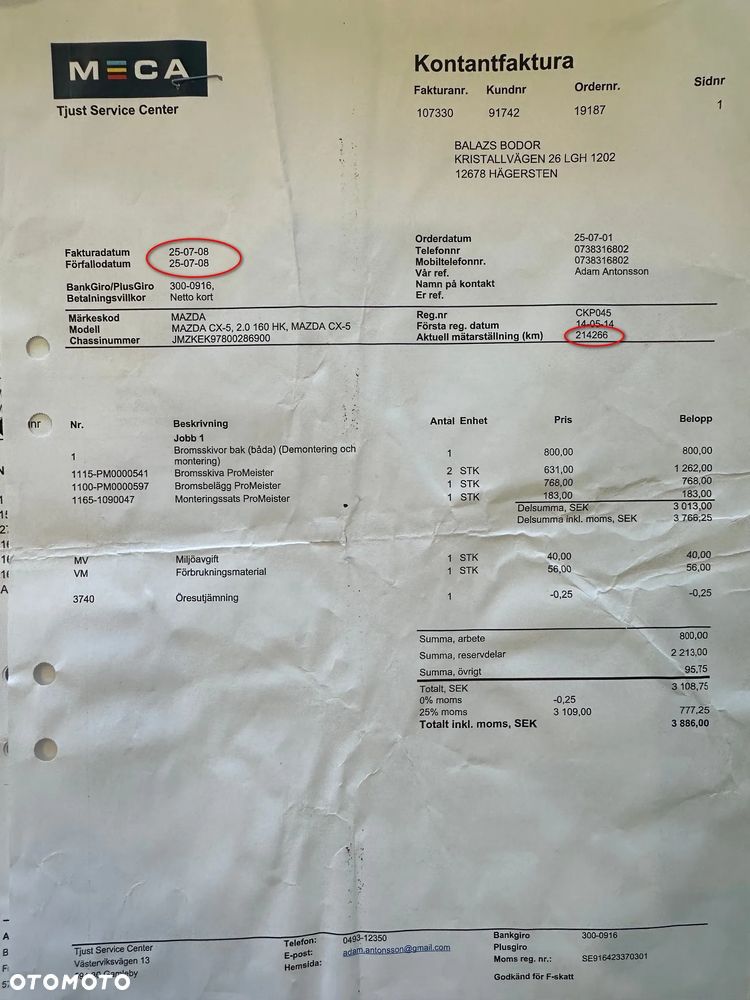 MECA
Tjust Service Center
Kontantfaktura
Fakturanr. Kundnr Ordernr. Sidnr
107330 91742 19187 1
BALAZS BODOR
KRISTALLVÄGEN 26 LGH 1202
12678 HÄGERSTEN
Fakturadatum 25-07-08
Förfallodatum 25-07-08
BankGiro/PlusGiro 300-0916,
Betalningsvillkor Netto kort
Orderdatum 25-07-01
Telefonnr 0738316802
Mobiltelefonnr. 0738316802
Vår ref. Adam Antonsson
Namn på kontakt
Er ref.
Märkeskod MAZDA
Modell MAZDA CX-5, 2.0 160 HK, MAZDA CX-5
Chassinummer JMZKEK97800286900
Reg.nr CKP045
Första reg. datum 14-05-14
Aktuell mätarställning (km) 214266
nr Nr. Beskrivning Antal Enhet Pris Belopp
Jobb 1
1 Bromsskivor bak (båda) (Demontering och montering) 1 800,00 800,00
1115-PM0000541 Bromsskiva ProMeister 2 STK 631,00 1 262,00
1100-PM0000597 Bromsbelägg ProMeister 1 STK 768,00 768,00
1165-1090047 Monteringssats ProMeister 1 STK 183,00 183,00
Delsumma, SEK 3 013,00
Delsumma inkl. moms, SEK 3 766,25
MV Miljöavgift 1 STK 40,00 40,00
VM Förbrukningsmaterial 1 STK 56,00 56,00
3740 Öresutjämning 1 -0,25 -0,25
Summa, arbete 800,00
Summa, reservdelar 2 213,00
Summa, övrigt 95,75
Totalt, SEK 3 108,75
0% moms -0,25
25% moms 3 109,00 777,25
Totalt inkl. moms, SEK 3 886,00
Tjust Service Center
Västerviksvägen 13
Gamleby
Telefon: 0493-12350
E-post: adam.antonsson@gmail.com
Hemsida:
Bankgiro 300-0916
Plusgiro
Moms reg. nr.: SE916423370301
Godkänd för F-skatt
OTOMOTO